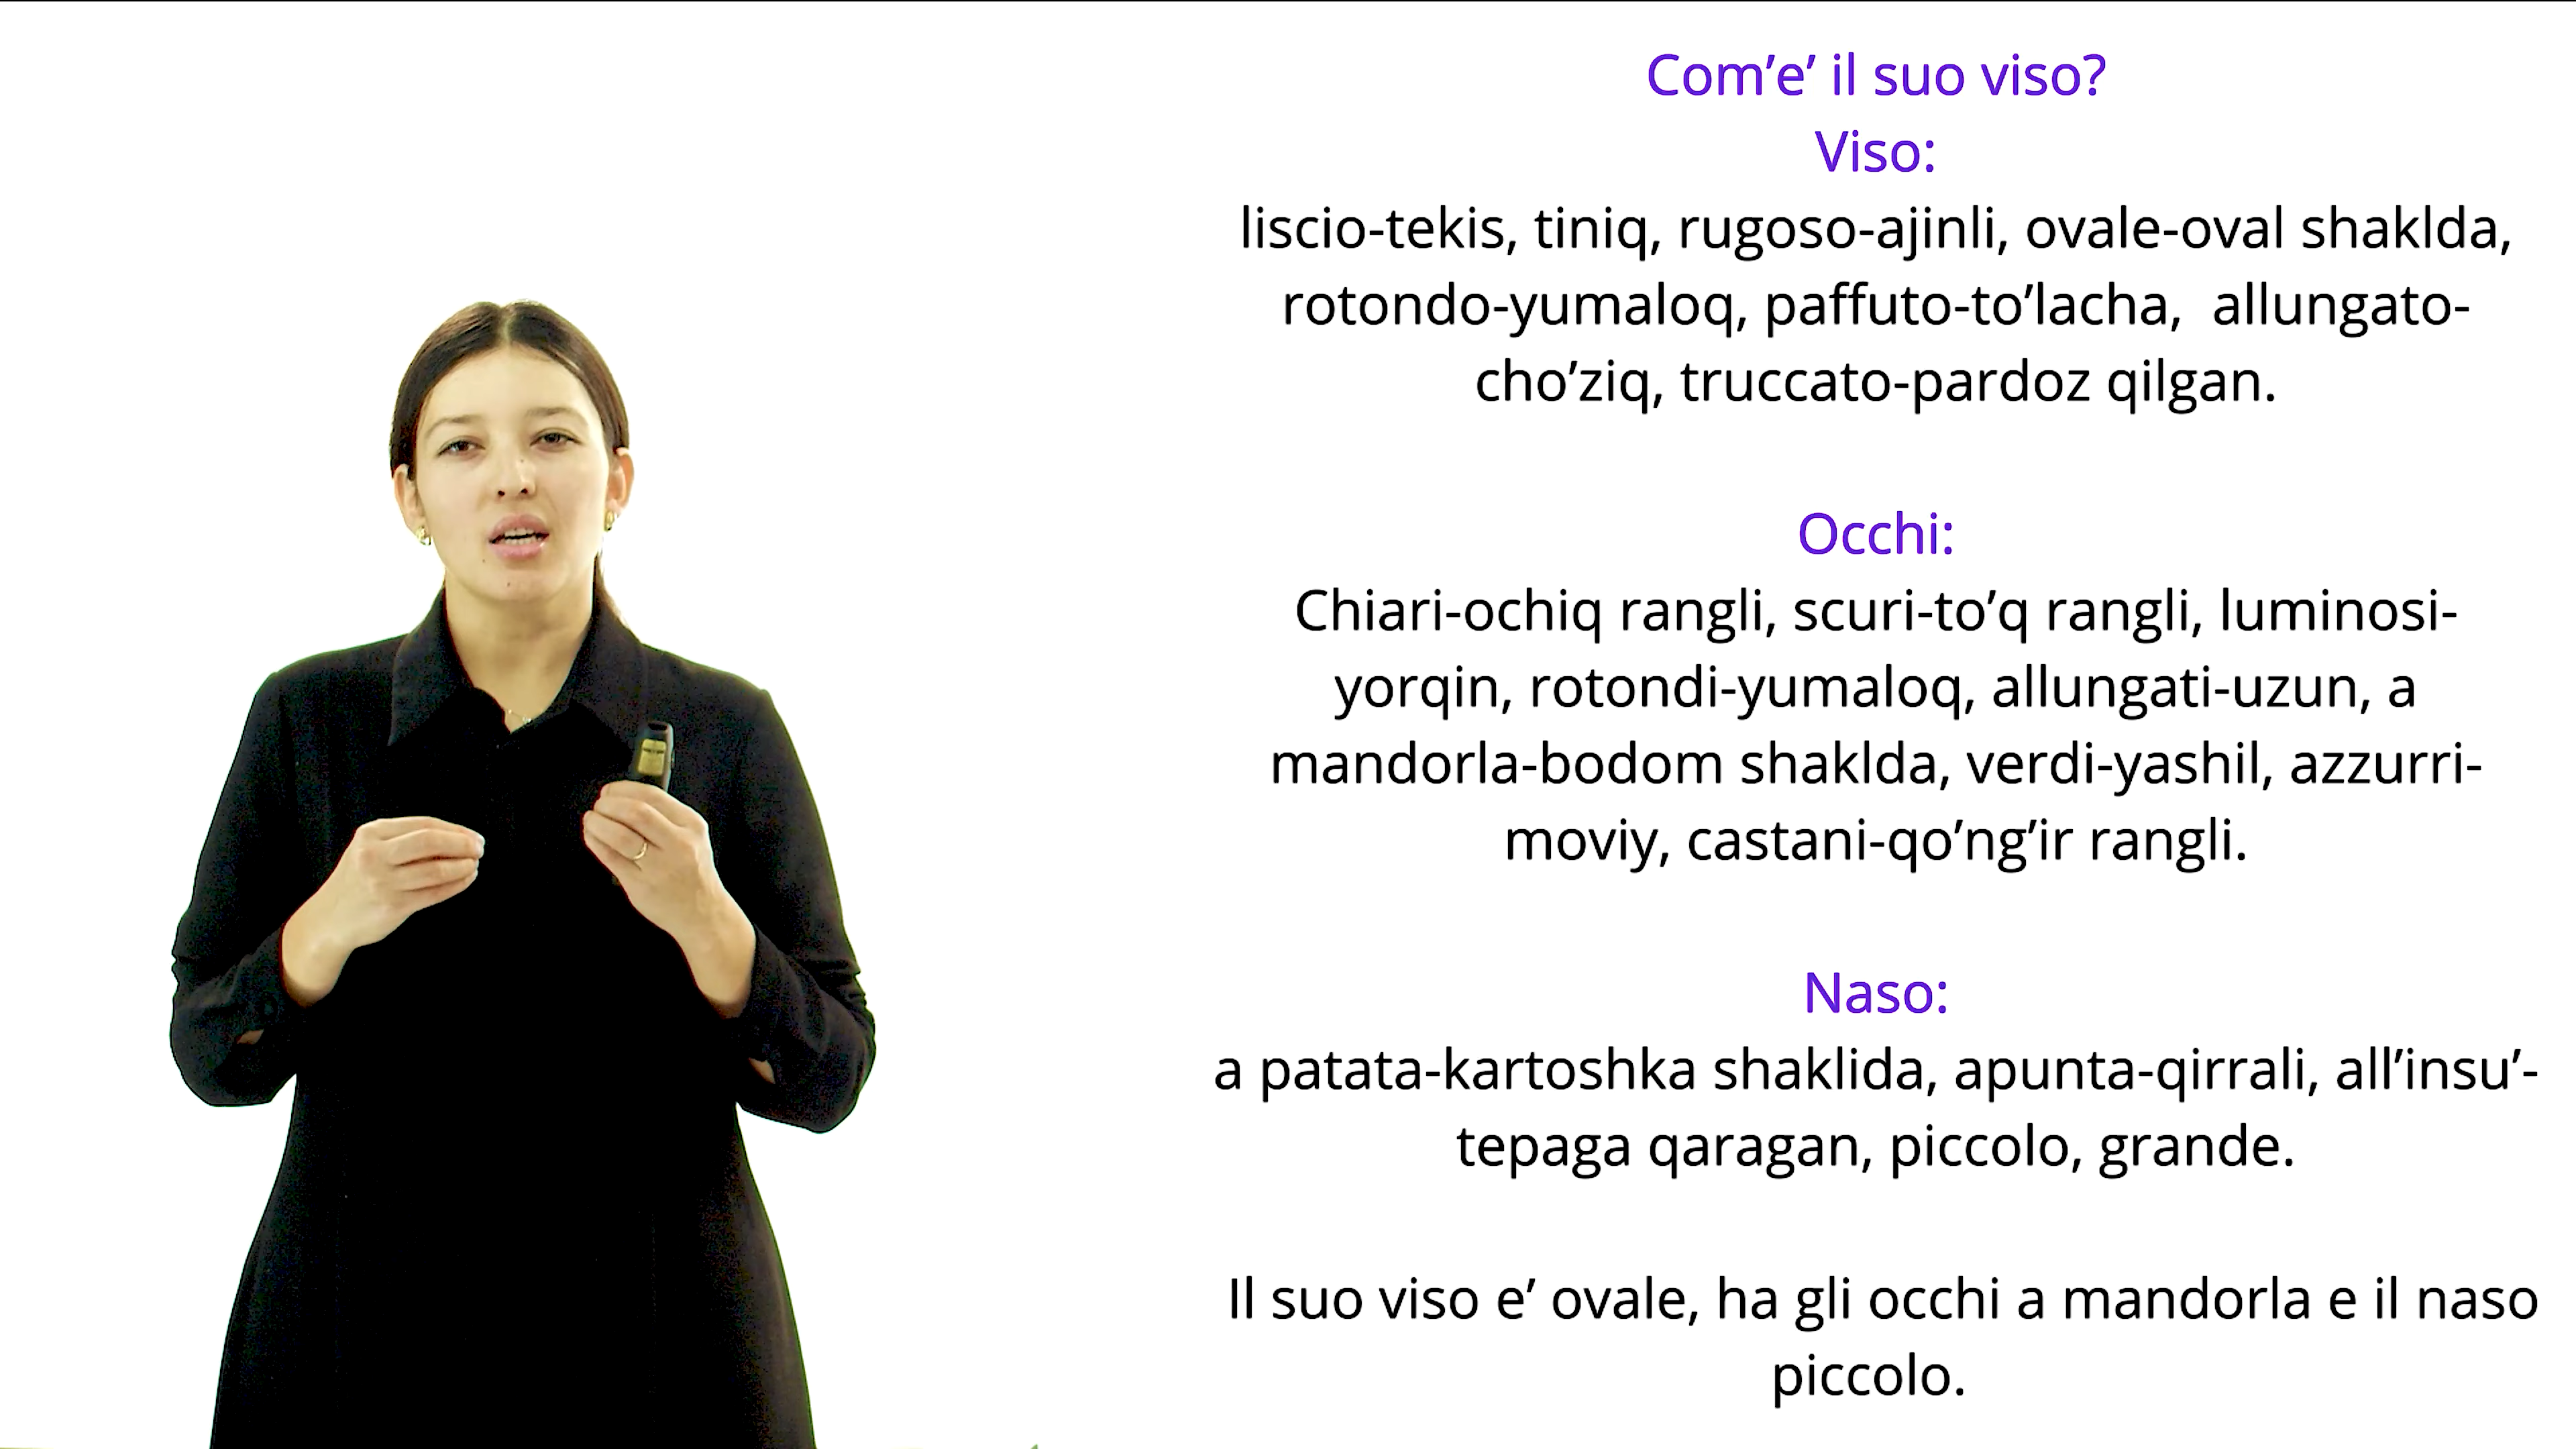 Com’e’ il suo viso?
Viso:
liscio-tekis, tiniq, rugoso-ajinli, ovale-oval shaklda,
rotondo-yumaloq, paffuto-to’lacha,  allungato-
cho’ziq, truccato-pardoz qilgan.
Occhi:
Chiari-ochiq rangli, scuri-to’q rangli, luminosi-
yorqin, rotondi-yumaloq, allungati-uzun, a
mandorla-bodom shaklda, verdi-yashil, azzurri-
moviy, castani-qo’ng’ir rangli.
Naso:
a patata-kartoshka shaklida, apunta-qirrali, all’insu’-
tepaga qaragan, piccolo, grande.
Il suo viso e’ ovale, ha gli occhi a mandorla e il naso
piccolo.